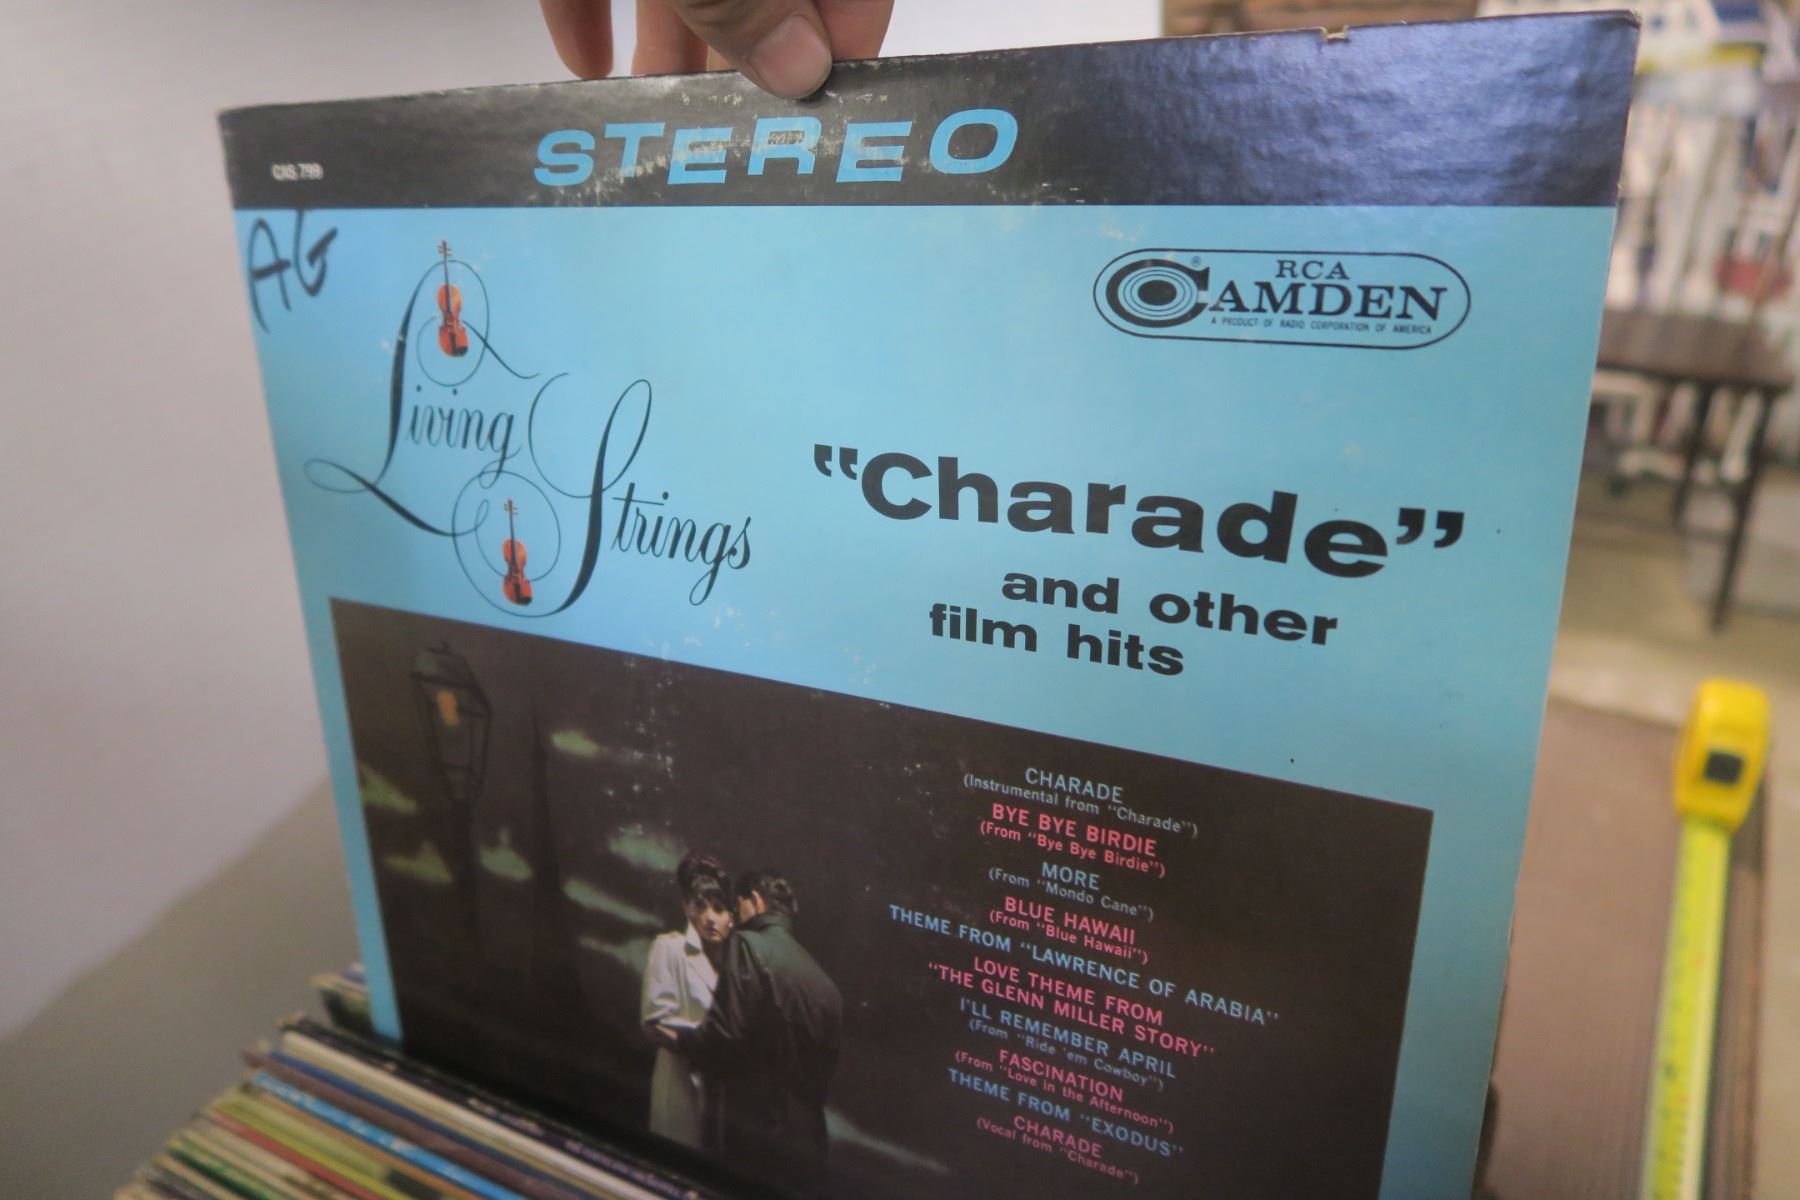 STEREO
CAS 799
AG
Living Strings
RCA
CAMDEN
®
A PRODUCT OF RADIO CORPORATION OF AMERICA
"Charade"
and other
film hits
CHARADE
(Instrumental from "Charade")
BYE BYE BIRDIE
(From "Bye Bye Birdie")
MORE
(From "Mondo Cane")
BLUE HAWAII
(From "Blue Hawaii")
THEME FROM "LAWRENCE OF ARABIA"
LOVE THEME FROM
"THE GLENN MILLER STORY"
I'LL REMEMBER APRIL
(From "Ride 'em Cowboy")
FASCINATION
(From "Love in the Afternoon")
THEME FROM "EXODUS"
CHARADE
(Vocal from "Charade")